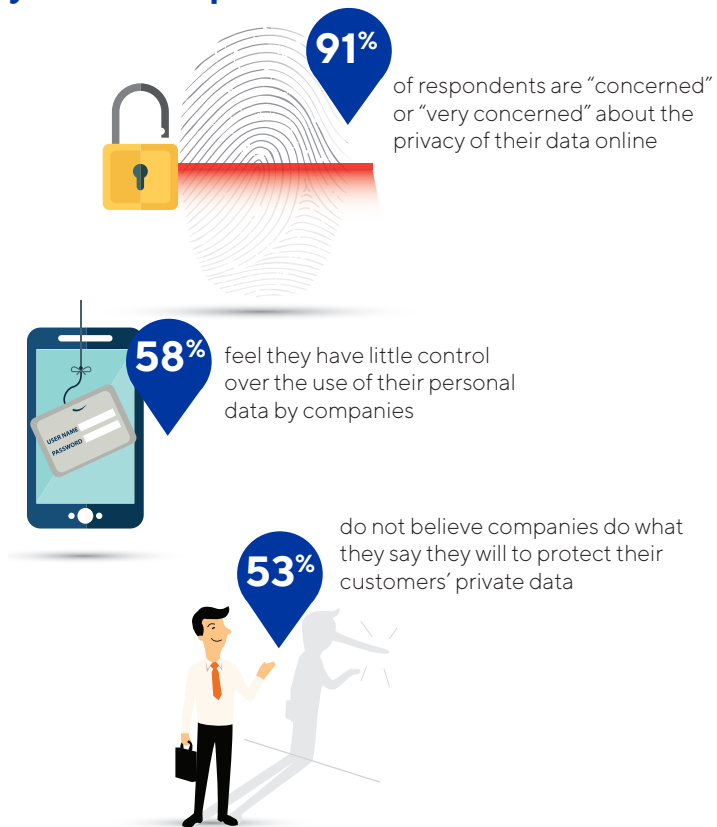 91%
of respondents are “concerned”
or “very concerned” about the
privacy of their data online
58%
feel they have little control
over the use of their personal
data by companies
USER NAME
PASSWORD
53%
do not believe companies do what
they say they will to protect their
customers’ private data